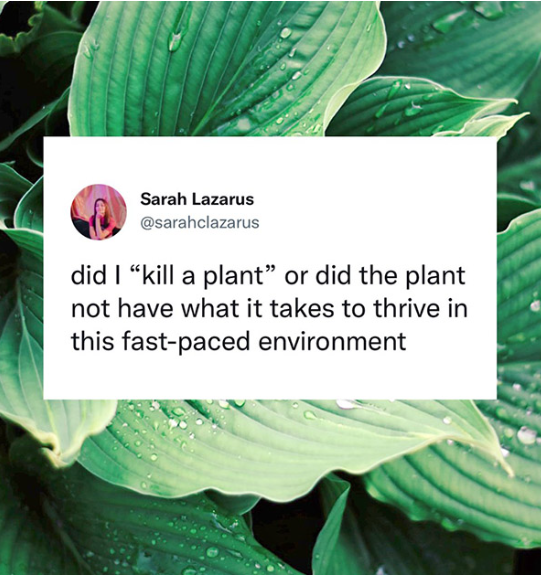 Sarah Lazarus
@sarahclazarus
did I “kill a plant” or did the plant
not have what it takes to thrive in
this fast-paced environment